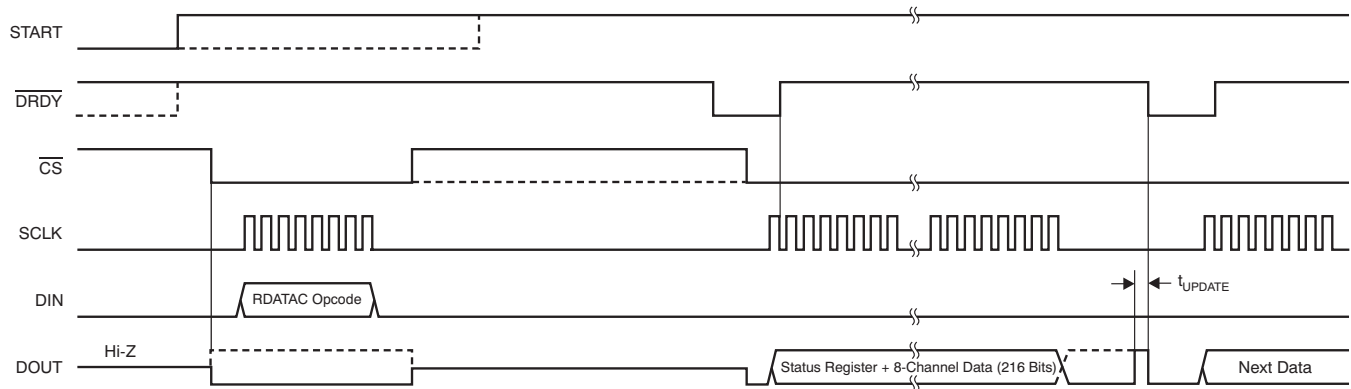 START
DRDY
CS
SCLK
DIN
RDATAC Opcode
tUPDATE
DOUT
Hi-Z
Status Register + 8-Channel Data (216 Bits)
Next Data